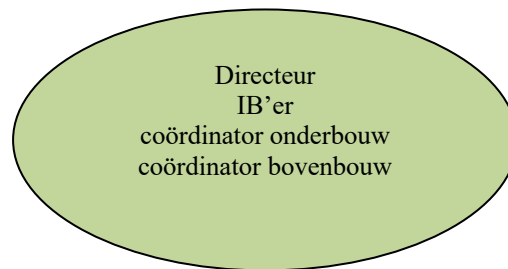 Directeur
IB’er
coördinator onderbouw
coördinator bovenbouw